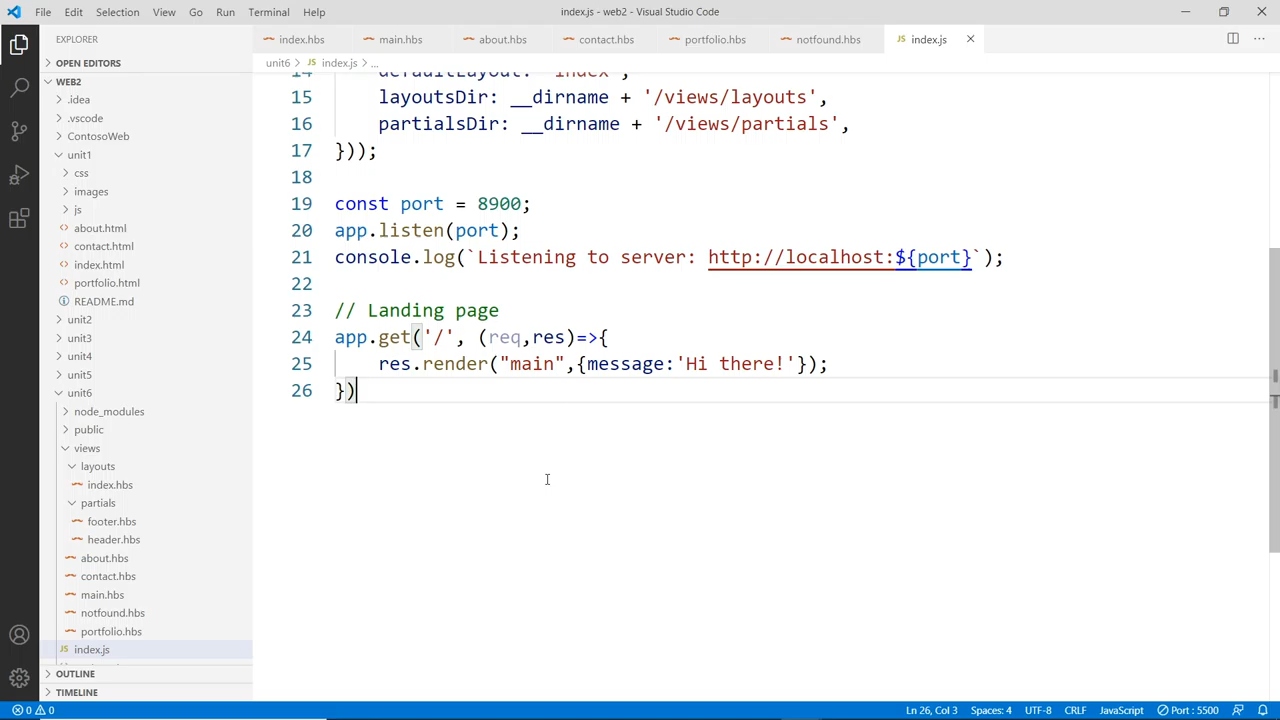 File Edit Selection View Go Run Terminal Help
index.js - web2 - Visual Studio Code
EXPLORER
index.hbs main.hbs about.hbs contact.hbs portfolio.hbs notfound.hbs JS index.js
OPEN EDITORS
unit6 > JS index.js > ...
WEB2
.idea
.vscode
ContosoWeb
unit1
css
images
js
about.html
contact.html
index.html
portfolio.html
README.md
unit2
unit3
unit4
unit5
unit6
node_modules
public
views
layouts
index.hbs
partials
footer.hbs
header.hbs
about.hbs
contact.hbs
main.hbs
notfound.hbs
portfolio.hbs
JS index.js
OUTLINE
TIMELINE
14 defaultLayout: 'index',
15 layoutsDir: __dirname + '/views/layouts',
16 partialsDir: __dirname + '/views/partials',
17 }));
18
19 const port = 8900;
20 app.listen(port);
21 console.log(`Listening to server: http://localhost:${port}`);
22
23 // Landing page
24 app.get('/', (req,res)=>{
25 res.render("main",{message:'Hi there!'});
26 })
0 0
Ln 26, Col 3 Spaces: 4 UTF-8 CRLF JavaScript Port : 5500